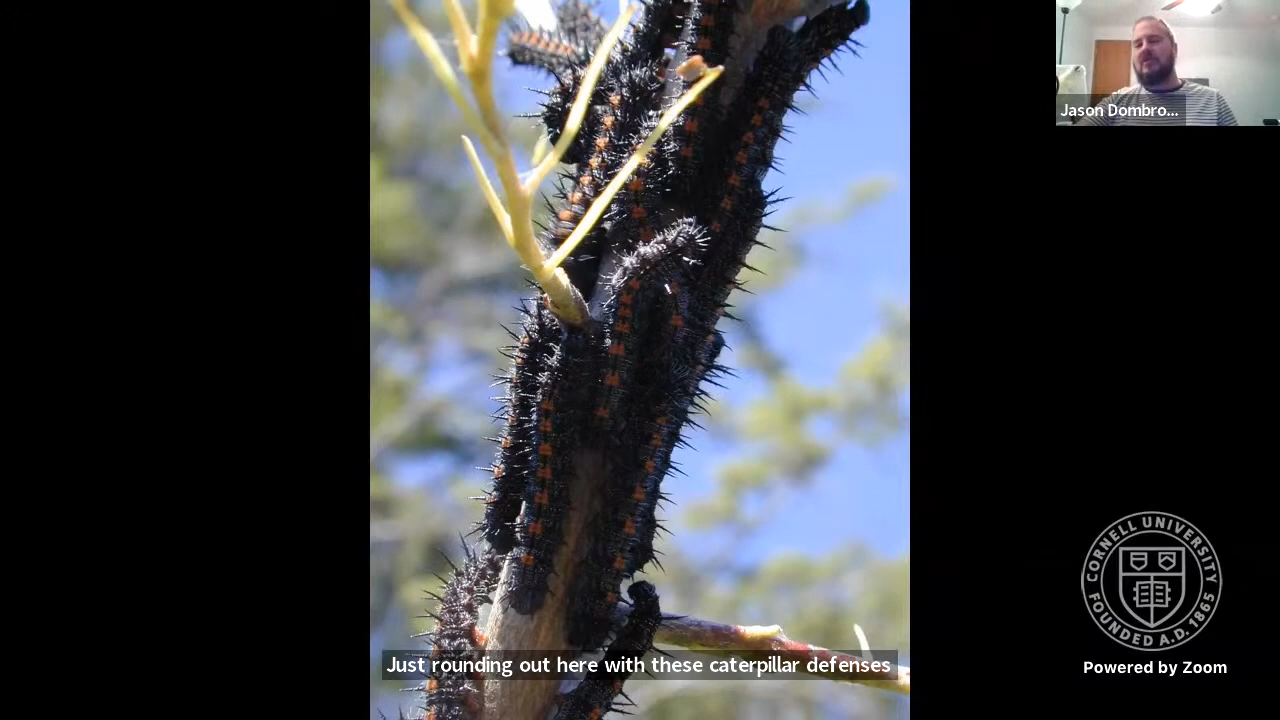 Jason Dombro...
CORNELL UNIVERSITY
FOUNDED A.D. 1865
Powered by Zoom
Just rounding out here with these caterpillar defenses